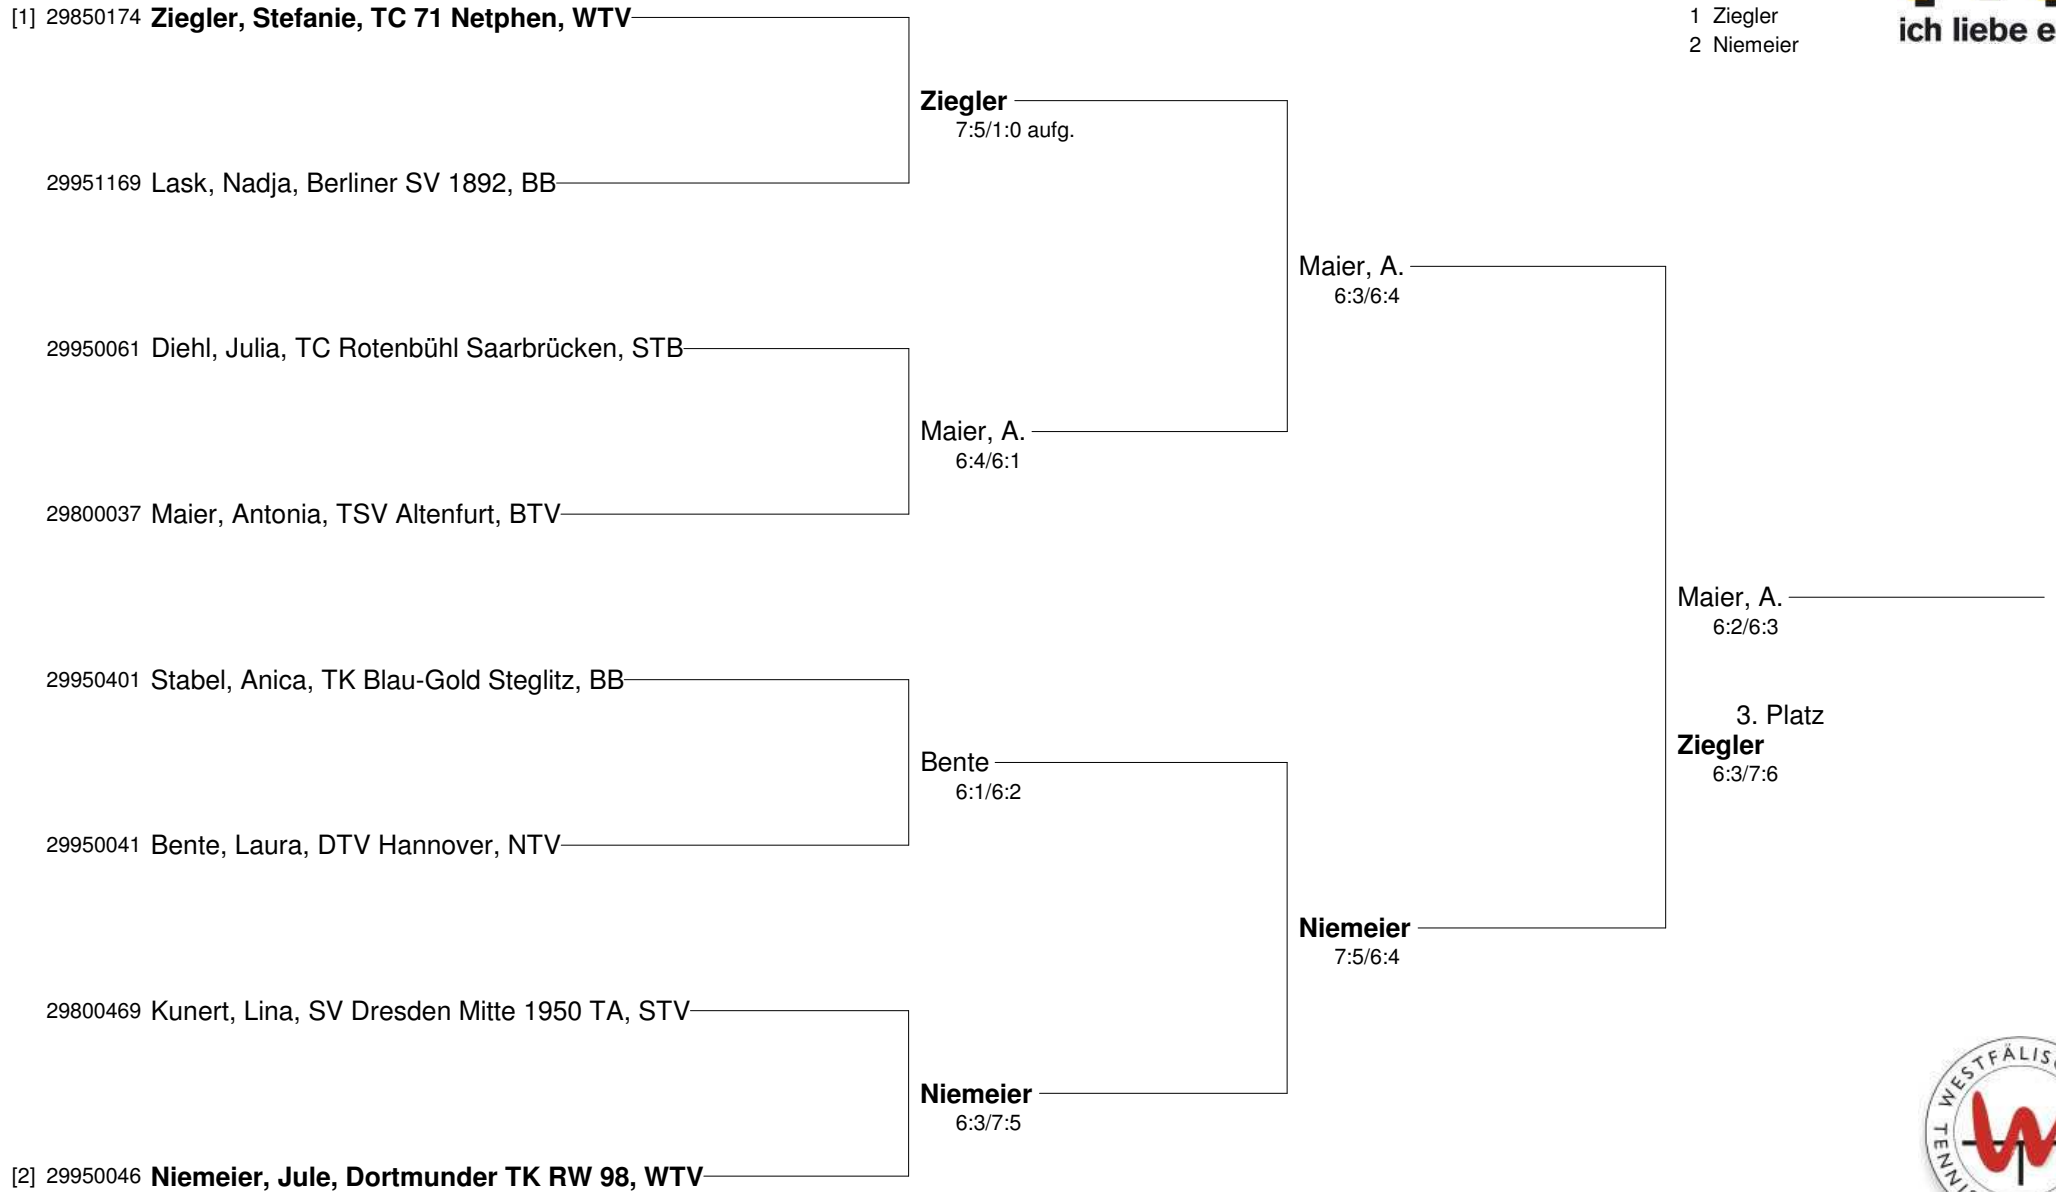 [1] 29850174 Ziegler, Stefanie, TC 71 Netphen, WTV
1 Ziegler
2 Niemeier
ich liebe
Ziegler
7:5/1:0 aufg.
29951169 Lask, Nadja, Berliner SV 1892, BB
Maier, A.
6:3/6:4
29950061 Diehl, Julia, TC Rotenbühl Saarbrücken, STB
Maier, A.
6:4/6:1
29800037 Maier, Antonia, TSV Altenfurt, BTV
Maier, A.
6:2/6:3
29950401 Stabel, Anica, TK Blau-Gold Steglitz, BB
3. Platz
Ziegler
6:3/7:6
Bente
6:1/6:2
29950041 Bente, Laura, DTV Hannover, NTV
Niemeier
7:5/6:4
29800469 Kunert, Lina, SV Dresden Mitte 1950 TA, STV
Niemeier
6:3/7:5
[2] 29950046 Niemeier, Jule, Dortmunder TK RW 98, WTV